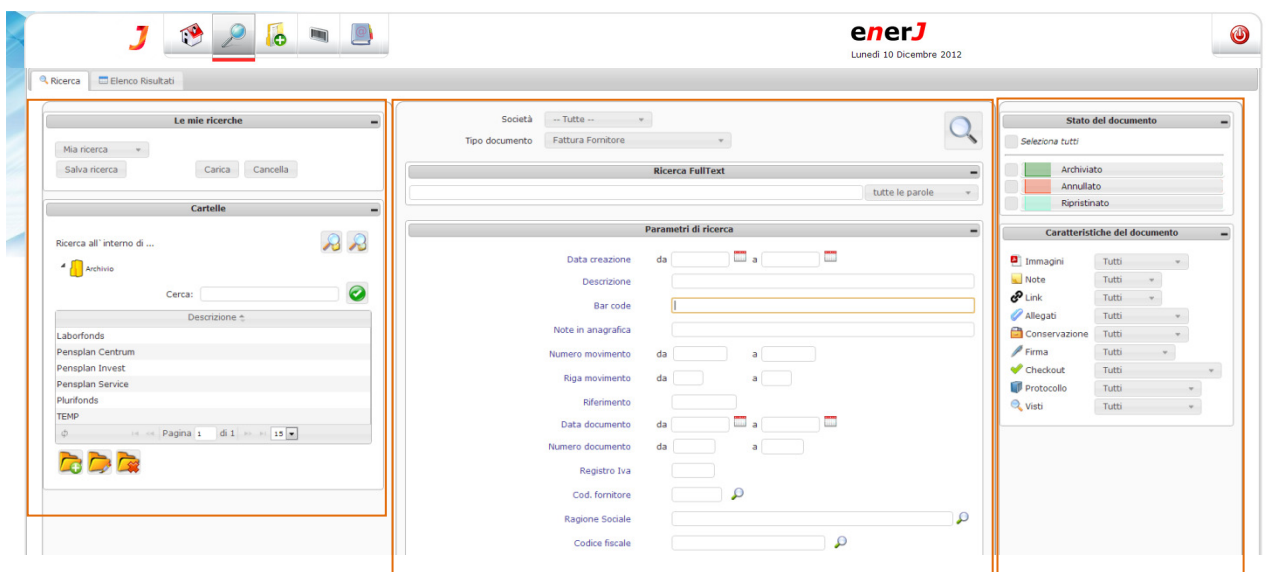 J
enerJ
Lunedì 10 Dicembre 2012
Ricerca Elenco Risultati
Le mie ricerche
Mia ricerca
Salva ricerca Carica Cancella
Cartelle
Ricerca all`interno di ...
Archivio
Cerca:
Descrizione
Laborfonds
Pensplan Centrum
Pensplan Invest
Pensplan Service
Plurifonds
TEMP
Pagina 1 di 1 15
Società -- Tutte --
Tipo documento Fattura Fornitore
Ricerca FullText
tutte le parole
Parametri di ricerca
Data creazione da a
Descrizione
Bar code
Note in anagrafica
Numero movimento da a
Riga movimento da a
Riferimento
Data documento da a
Numero documento da a
Registro Iva
Cod. fornitore
Ragione Sociale
Codice fiscale
Stato del documento
Seleziona tutti
Archiviato
Annullato
Ripristinato
Caratteristiche del documento
Immagini Tutti
Note Tutti
Link Tutti
Allegati Tutti
Conservazione Tutti
Firma Tutti
Checkout Tutti
Protocollo Tutti
Visti Tutti